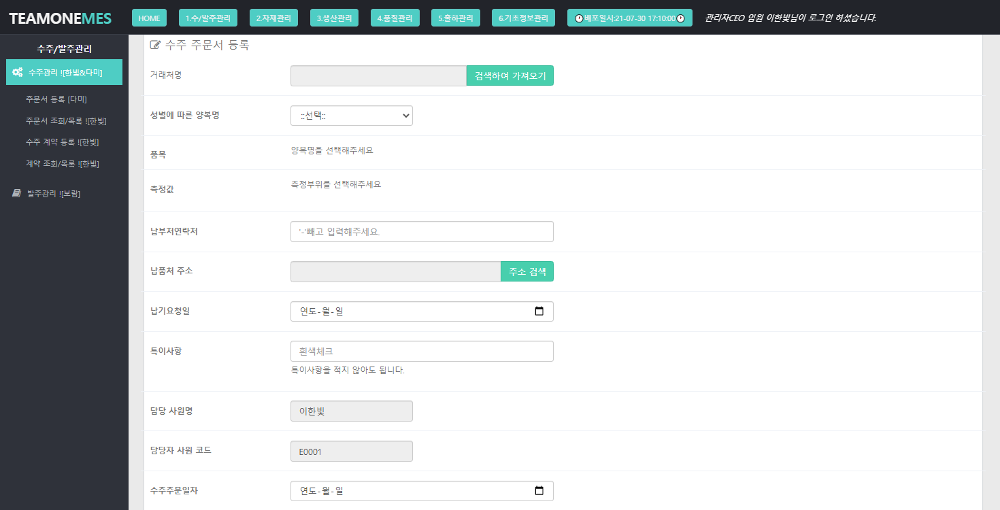 TEAMONEMES HOME 1.수/발주관리 2.자재관리 3.생산관리 4.품질관리 5.출하관리 6.기초정보관리 배포일시:21-07-30 17:10:00 관리자CEO 임원 이한빛님이 로그인 하셨습니다.
수주/발주관리
수주관리 ![한빛&다미]
주문서 등록 [다미]
주문서 조회/목록 ![한빛]
수주 계약 등록 ![한빛]
계약 조회/목록 ![한빛]
발주관리 ![보람]
수주 주문서 등록
거래처명 검색하여 가져오기
성별에 따른 양복명 ::선택::
품목 양복명을 선택해주세요
측정값 측정부위를 선택해주세요
납부처연락처 '-'빼고 입력해주세요.
납품처 주소 주소 검색
납기요청일 연도-월-일
특이사항 흰색체크
특이사항을 적지 않아도 됩니다.
담당 사원명 이한빛
담당자 사원 코드 E0001
수주주문일자 연도-월-일